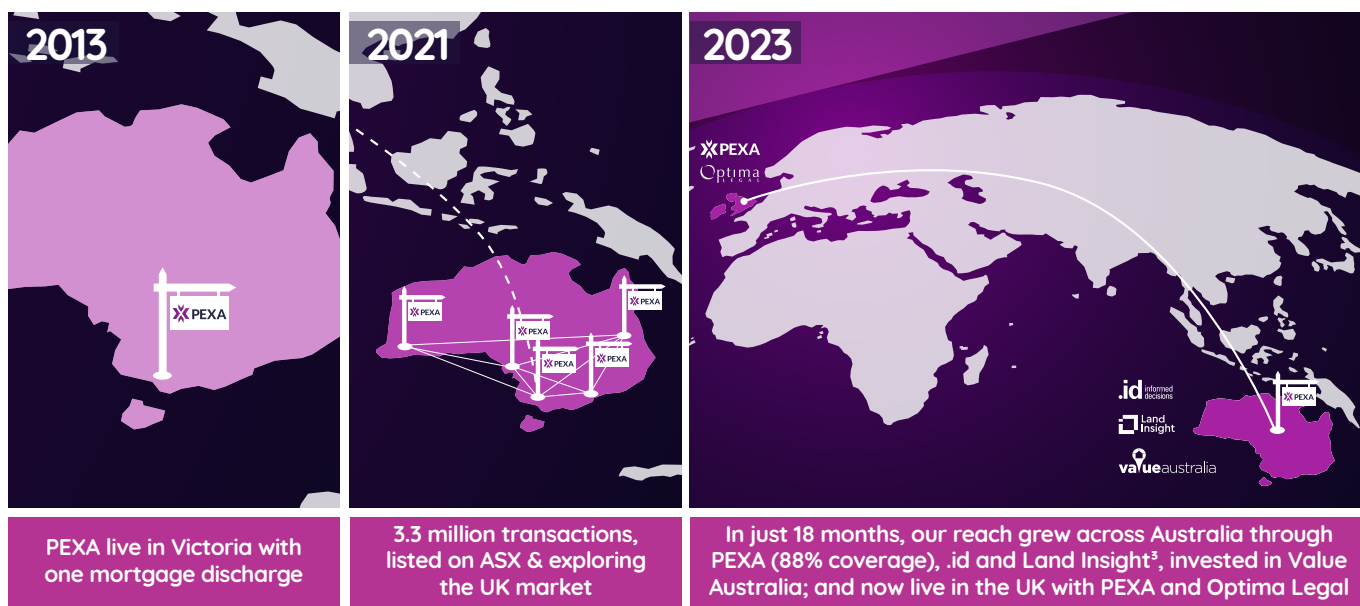 2013
PEXA
PEXA live in Victoria with
one mortgage discharge
2021
PEXA
PEXA
PEXA
PEXA
PEXA
3.3 million transactions,
listed on ASX & exploring
the UK market
2023
PEXA
Optima
LEGAL
PEXA
.id informed
decisions
Land
Insight
valueaustralia
In just 18 months, our reach grew across Australia through
PEXA (88% coverage), .id and Land Insight³, invested in Value
Australia; and now live in the UK with PEXA and Optima Legal